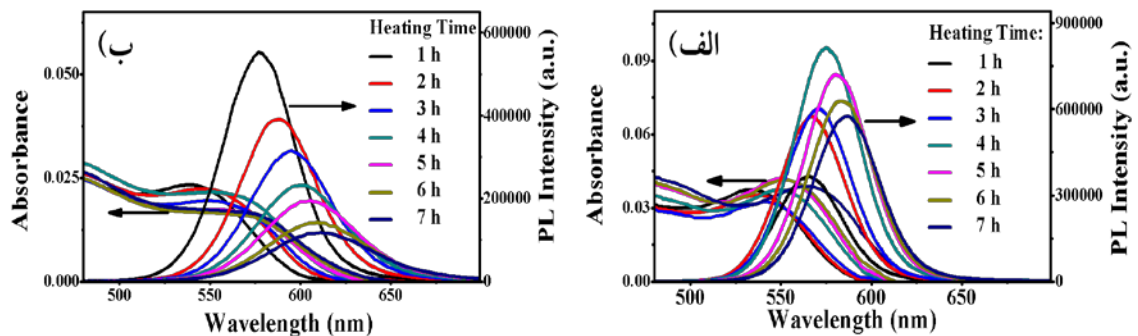 ب)
Heating Time
1 h
2 h
3 h
4 h
5 h
6 h
7 h
Absorbance
0.050
0.025
0.000
PL Intensity (a.u.)
600000
400000
200000
0
500
550
600
650
Wavelength (nm)
الف)
Heating Time:
1 h
2 h
3 h
4 h
5 h
6 h
7 h
Absorbance
0.09
0.06
0.03
0.00
PL Intensity (a.u.)
900000
600000
300000
0
500
550
600
650
Wavelength (nm)